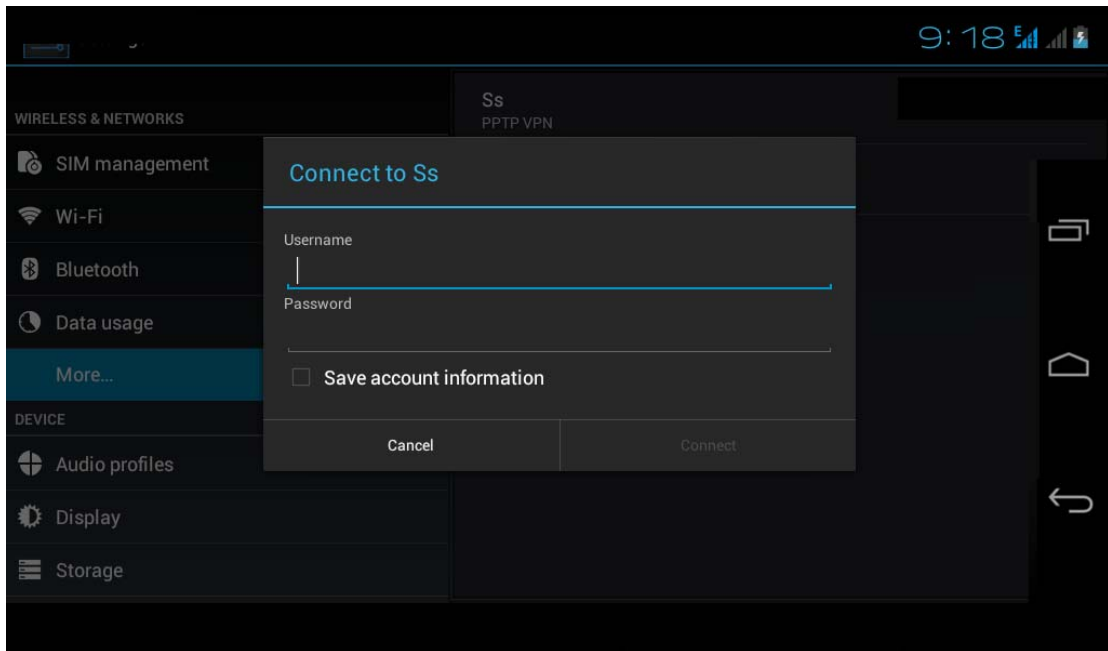 9:18 E
Ss
PPTP VPN
WIRELESS & NETWORKS
SIM management
Connect to Ss
Wi-Fi
Username
Bluetooth
Password
Data usage
More...
Save account information
DEVICE
Cancel
Connect
Audio profiles
Display
Storage